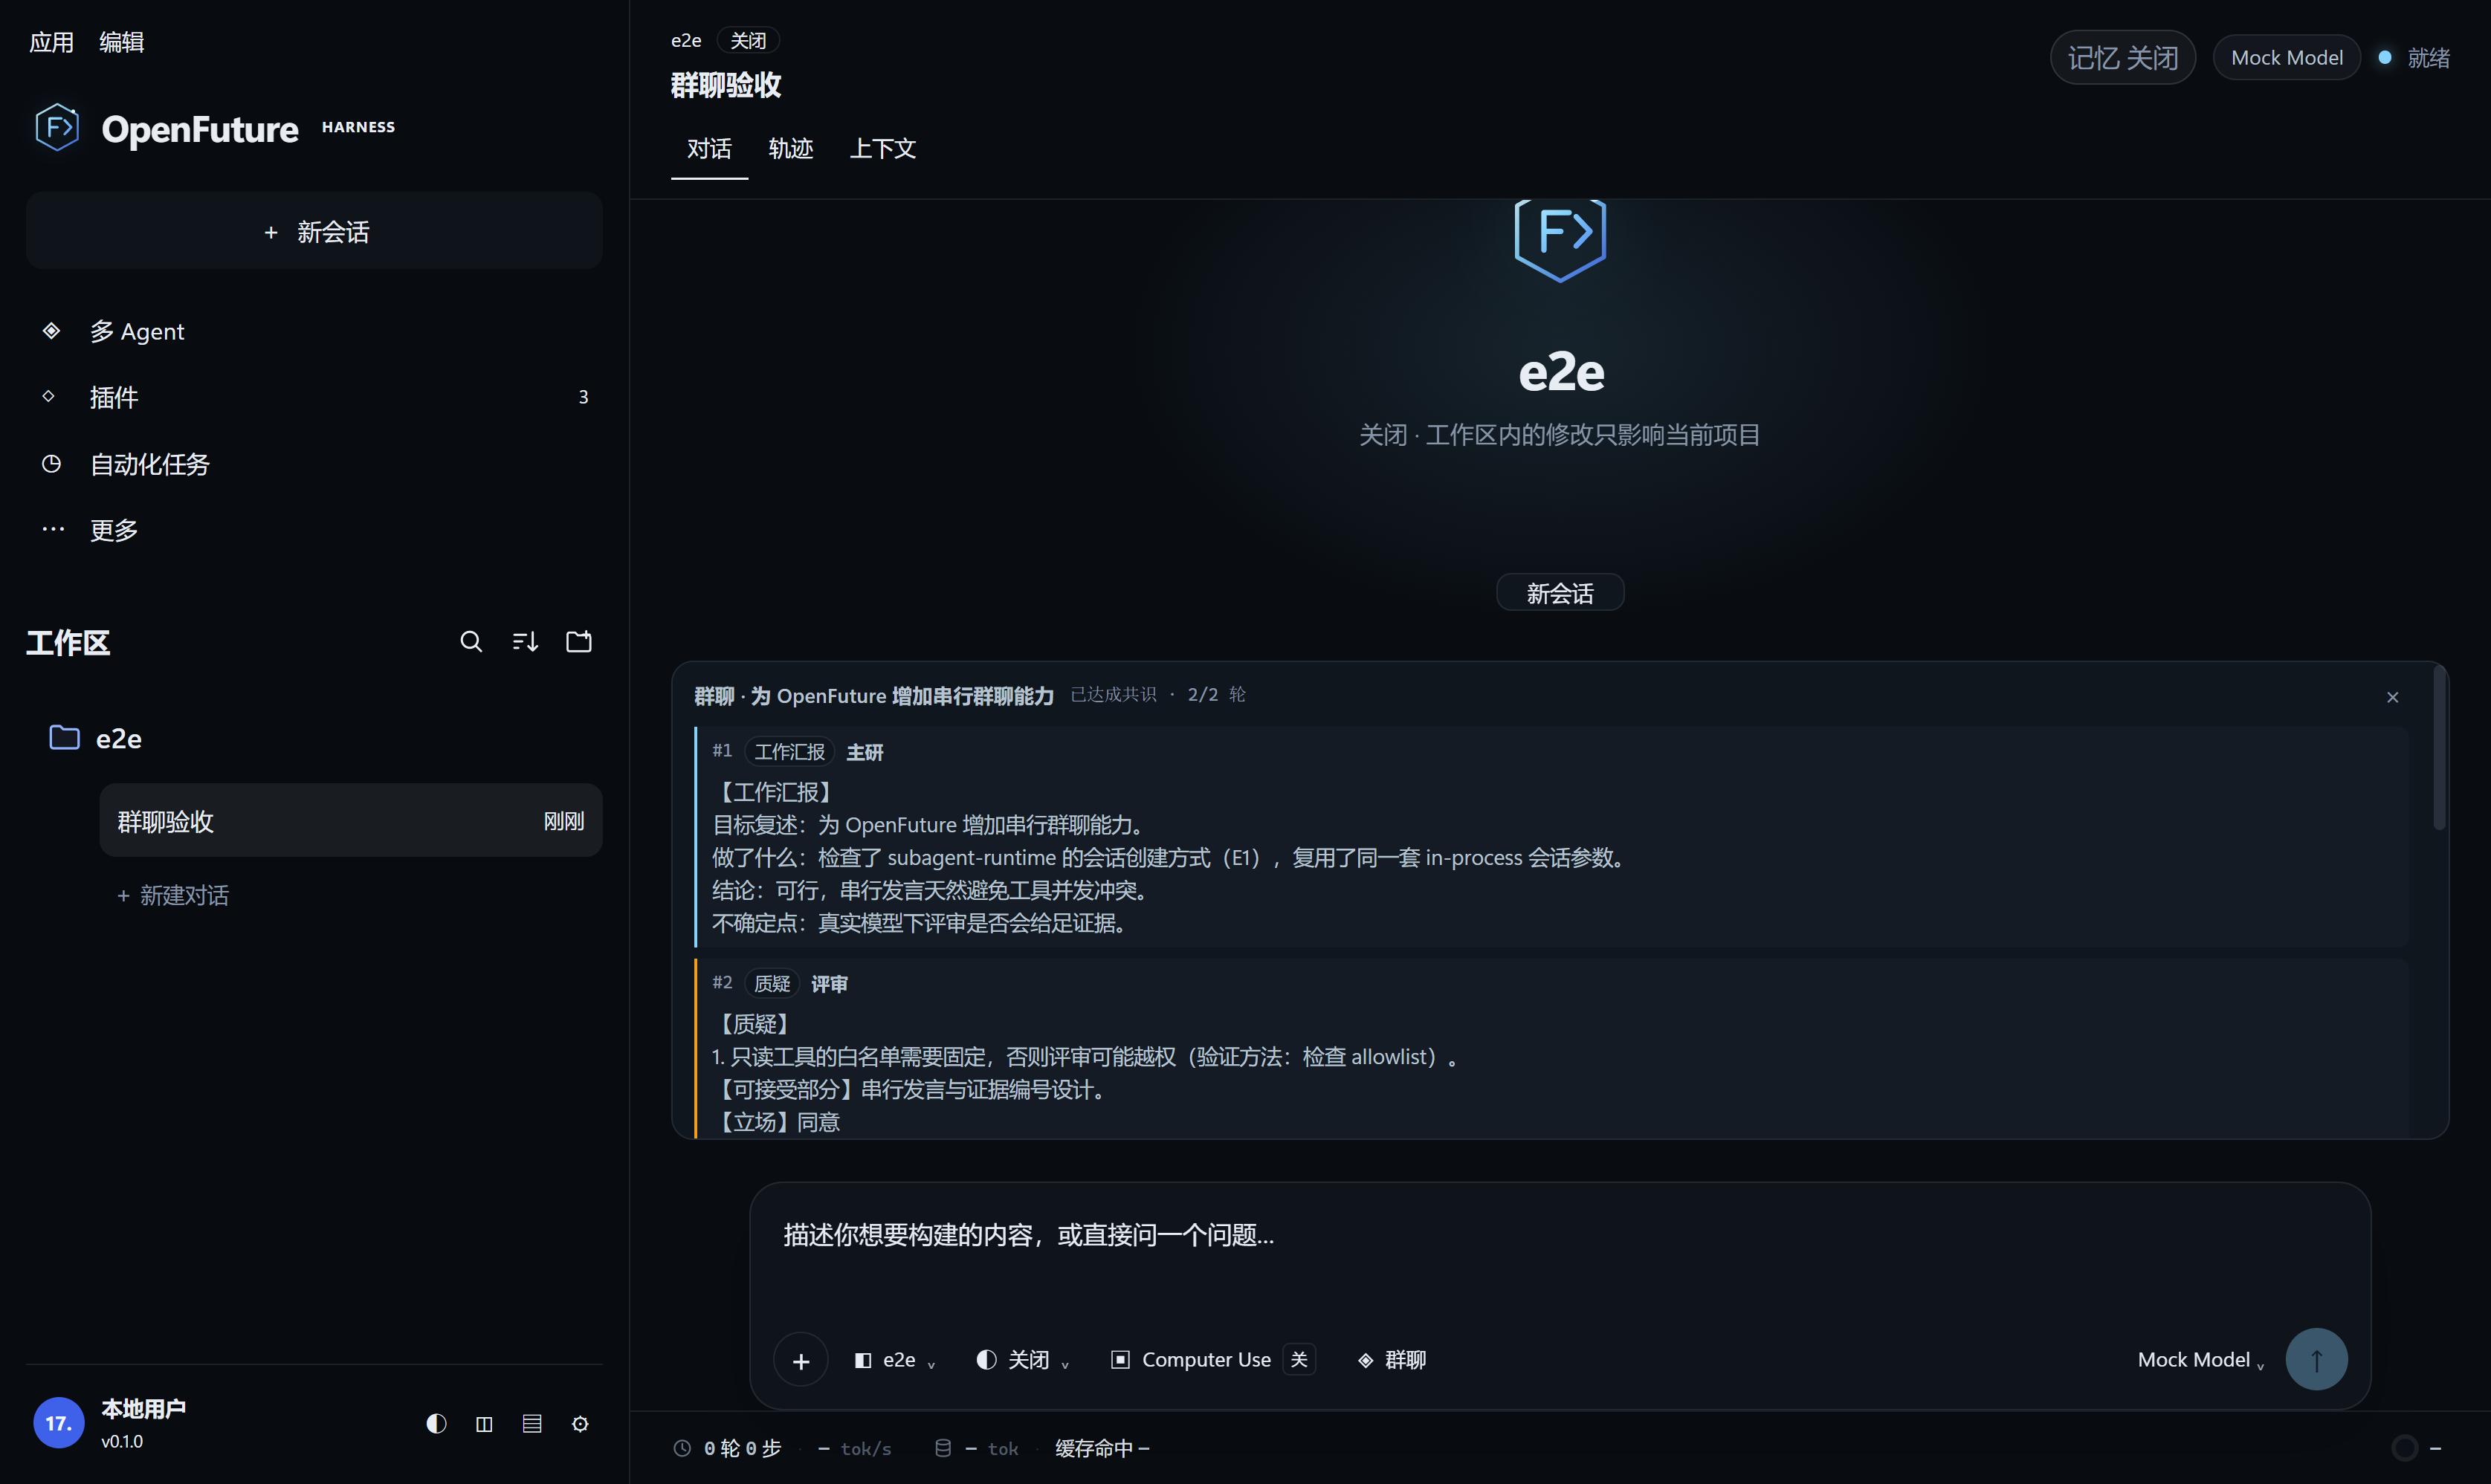 应用 编辑
OpenFuture HARNESS
+ 新会话
多 Agent
插件 3
自动化任务
更多
工作区
e2e
群聊验收 刚刚
+ 新建对话
17.
本地用户
v0.1.0
e2e 关闭
群聊验收
记忆 关闭 Mock Model 就绪
对话 轨迹 上下文
e2e
关闭 · 工作区内的修改只影响当前项目
新会话
群聊 · 为 OpenFuture 增加串行群聊能力 已达成共识 · 2/2 轮 ×
#1 工作汇报 主研
【工作汇报】
目标复述：为 OpenFuture 增加串行群聊能力。
做了什么：检查了 subagent-runtime 的会话创建方式（E1），复用了同一套 in-process 会话参数。
结论：可行，串行发言天然避免工具并发冲突。
不确定点：真实模型下评审是否会给足证据。
#2 质疑 评审
【质疑】
1. 只读工具的白名单需要固定，否则评审可能越权（验证方法：检查 allowlist）。
【可接受部分】串行发言与证据编号设计。
【立场】同意
描述你想要构建的内容，或直接问一个问题...
+ e2e 关闭 Computer Use 关 群聊 Mock Model ↑
0 轮 0 步 · – tok/s – tok · 缓存命中 – –